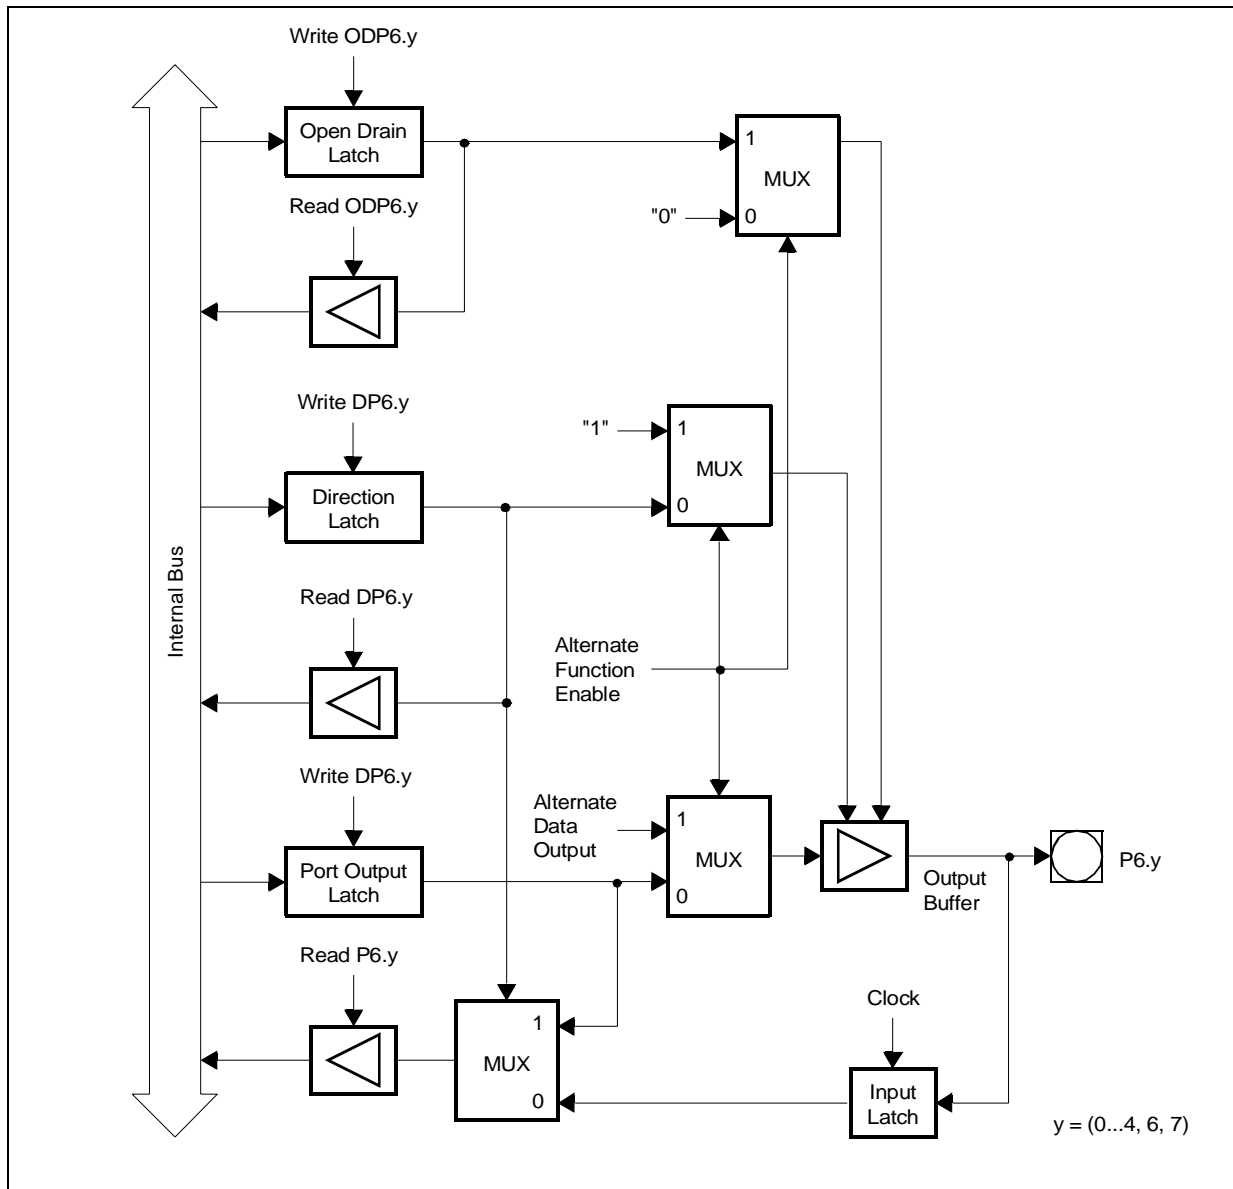 Write ODP6.y
Open Drain
Latch
1
MUX
"0"
0
Read ODP6.y
Write DP6.y
"1"
1
MUX
Direction
Latch
0
Internal Bus
Read DP6.y
Alternate
Function
Enable
Write DP6.y
Alternate
Data
Output
1
MUX
0
Port Output
Latch
Output
Buffer
P6.y
Read P6.y
Clock
1
MUX
0
Input
Latch
y = (0...4, 6, 7)